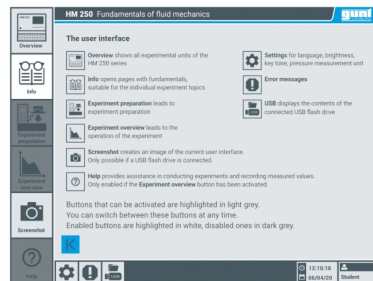 HM 250 Fundamentals of fluid mechanics
gunt
Overview
Info
Experiment
preparation
Experiment
overview
Screenshot
Help
The user interface
Overview shows all experimental units of the
HM 250 series
Info opens pages with fundamentals,
suitable for the individual experiment topics
Experiment preparation leads to
experiment preparation
Experiment overview leads to the
operation of the experiment
Screenshot creates an image of the current user interface.
Only possible if a USB flash drive is connected.
Help provides assistance in conducting experiments and recording measured values.
Only enabled if the Experiment overview button has been activated.
Settings for language, brightness,
key tone, pressure measurement unit
Error messages
USB displays the contents of the
connected USB flash drive
Buttons that can be activated are highlighted in light grey.
You can switch between these buttons at any time.
Enabled buttons are highlighted in white, disabled ones in dark grey.
USB
12:10:18
06/04/20
Student